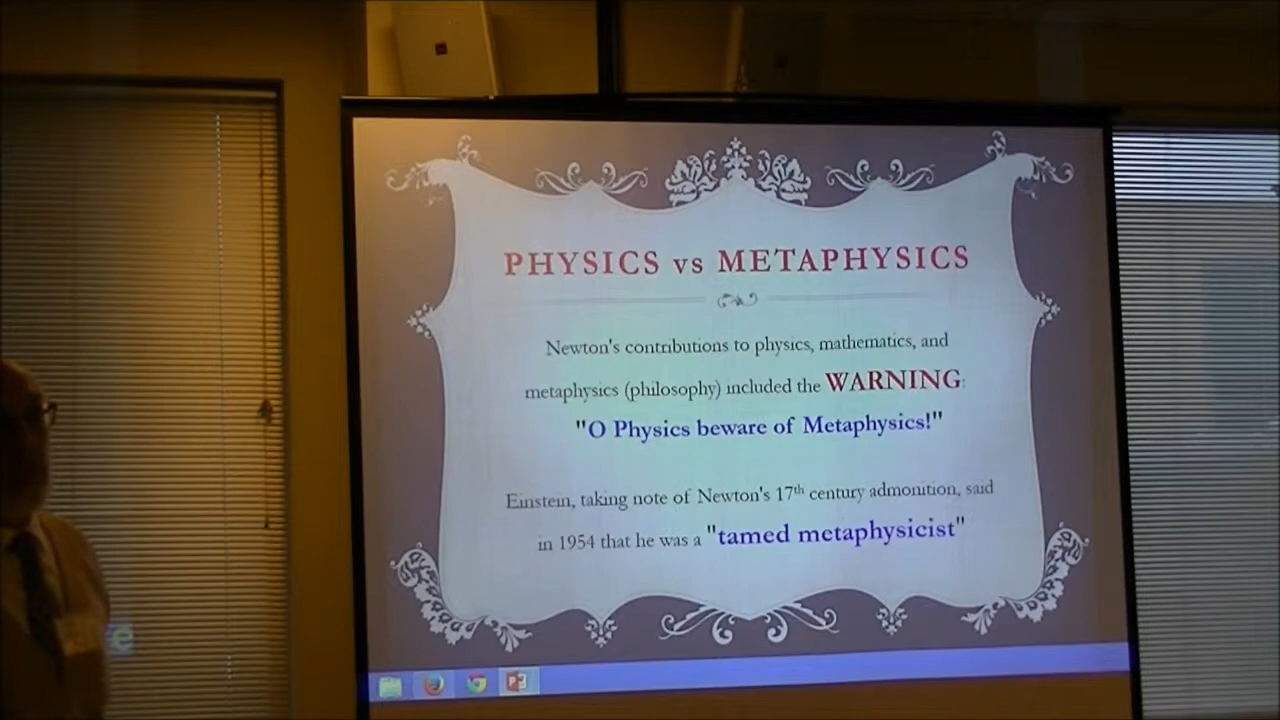 PHYSICS vs METAPHYSICS
Newton's contributions to physics, mathematics, and
metaphysics (philosophy) included the WARNING:
"O Physics beware of Metaphysics!"
Einstein, taking note of Newton's 17th century admonition, said
in 1954 that he was a "tamed metaphysicist"